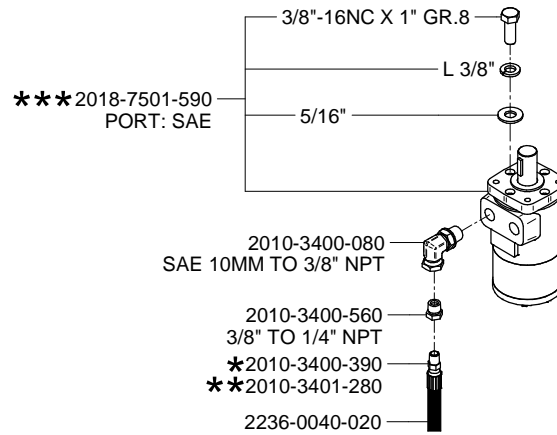 3/8"-16NC X 1" GR.8
L 3/8"
★★★2018-7501-590
PORT: SAE
5/16"
2010-3400-080
SAE 10MM TO 3/8" NPT
2010-3400-560
3/8" TO 1/4" NPT
★2010-3400-390
★★2010-3401-280
2236-0040-020